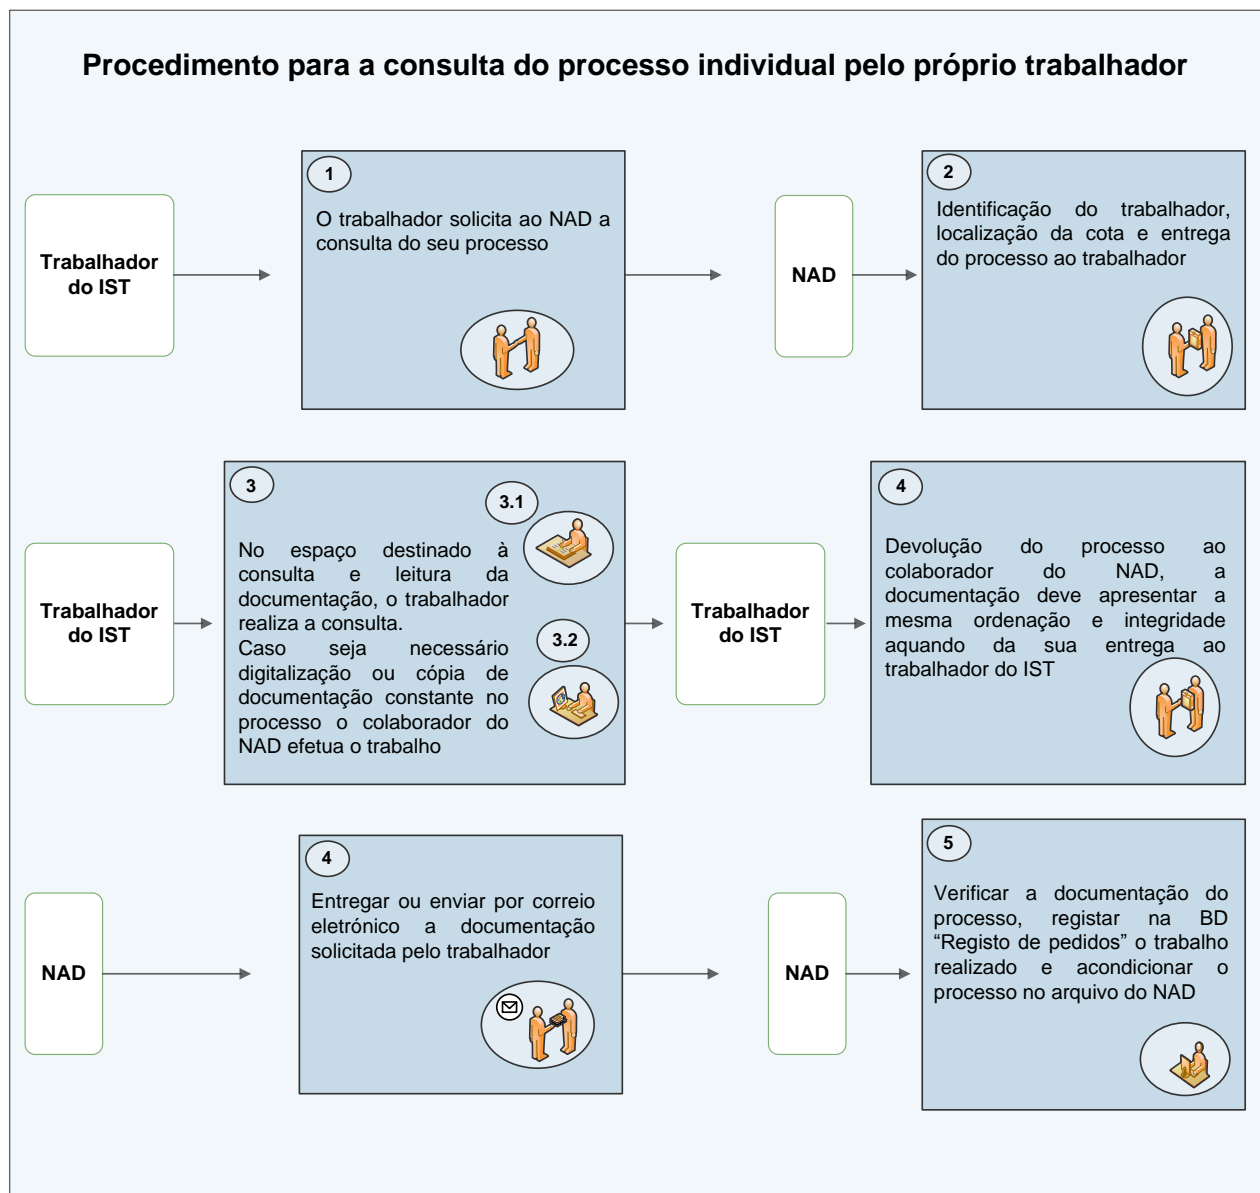 Procedimento para a consulta do processo individual pelo próprio trabalhador
Trabalhador
do IST
1
O trabalhador solicita ao NAD a
consulta do seu processo
NAD
2
Identificação do trabalhador,
localização da cota e entrega
do processo ao trabalhador
Trabalhador
do IST
3
3.1
No espaço destinado à
consulta e leitura da
documentação, o trabalhador
realiza a consulta.
3.2
Caso seja necessário
digitalização ou cópia de
documentação constante no
processo o colaborador do
NAD efetua o trabalho
Trabalhador
do IST
4
Devolução do processo ao
colaborador do NAD, a
documentação deve apresentar a
mesma ordenação e integridade
aquando da sua entrega ao
trabalhador do IST
NAD
4
Entregar ou enviar por correio
eletrónico a documentação
solicitada pelo trabalhador
NAD
5
Verificar a documentação do
processo, registar na BD
“Registo de pedidos” o trabalho
realizado e acondicionar o
processo no arquivo do NAD